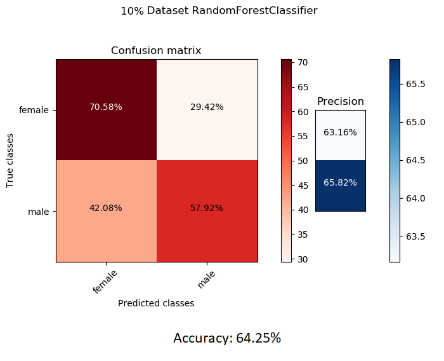 10% Dataset RandomForestClassifier
Confusion matrix
Precision
True classes
female
male
70.58%
29.42%
42.08%
57.92%
female
male
Predicted classes
70
65
60
55
50
45
40
35
30
63.16%
65.82%
65.5
65.0
64.5
64.0
63.5
Accuracy: 64.25%